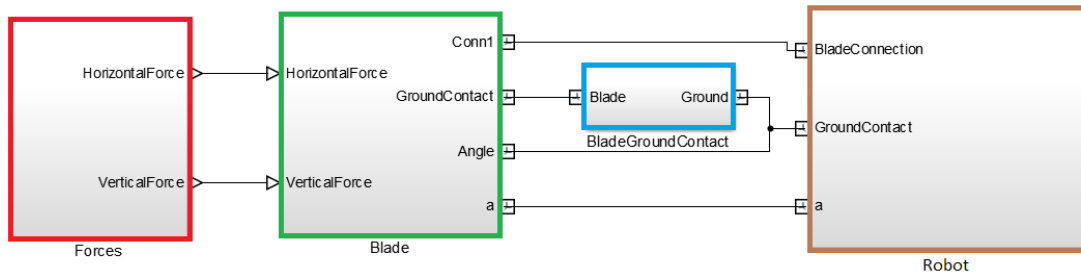 Conn1
BladeConnection
HorizontalForce
HorizontalForce
GroundContact
Blade
Ground
GroundContact
BladeGroundContact
Angle
VerticalForce
VerticalForce
a
a
Forces
Blade
Robot